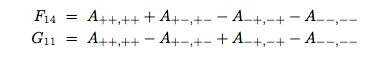 F₁₄ = A₊₊,₊₊ + A₊₋,₊₋ − A₋₊,₋₊ − A₋₋,₋₋
G₁₁ = A₊₊,₊₊ − A₊₋,₊₋ + A₋₊,₋₊ − A₋₋,₋₋